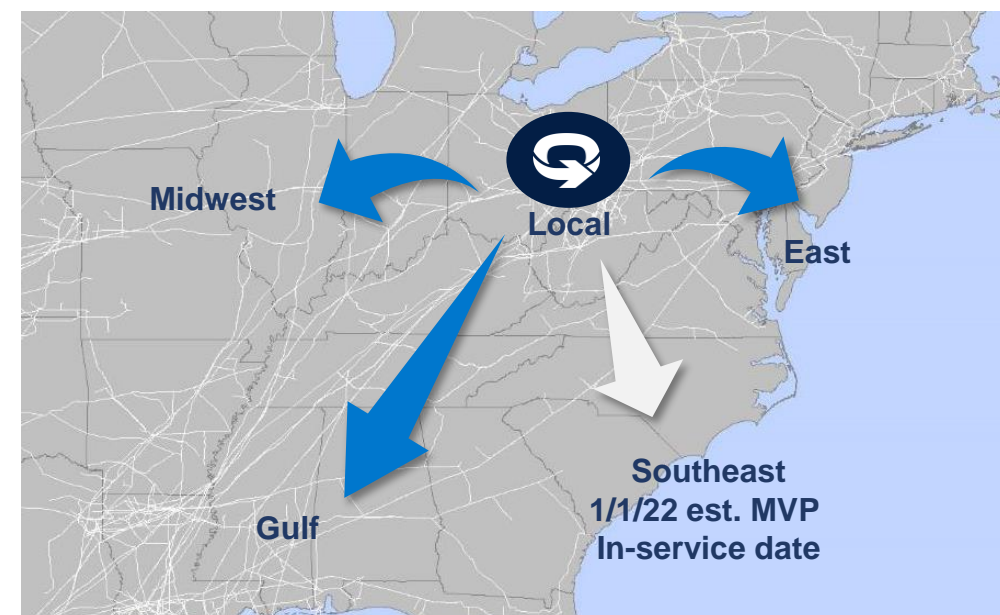 Midwest
Local
East
Gulf
Southeast
1/1/22 est. MVP
In-service date